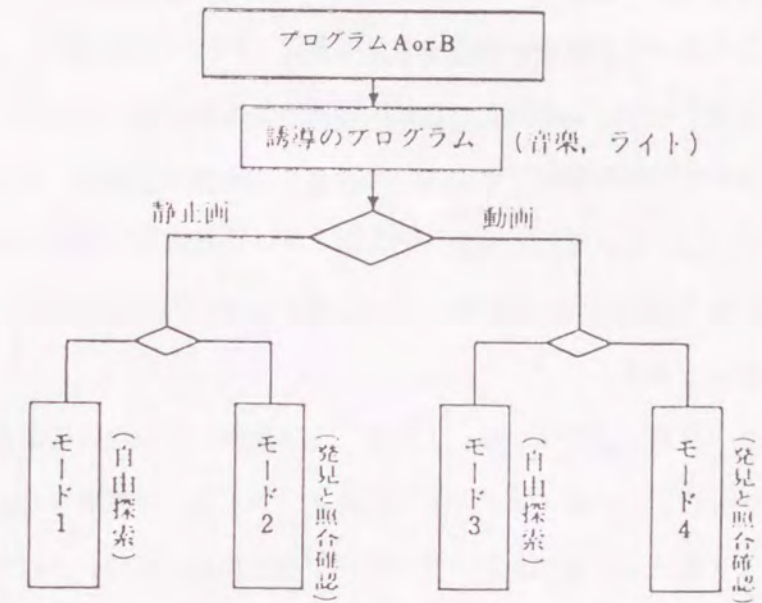 プログラムAorB
誘導のプログラム
(音楽, ライト)
静止画
動画
モード1
(自由探索)
モード2
(発見と照合確認)
モード3
(自由探索)
モード4
(発見と照合確認)